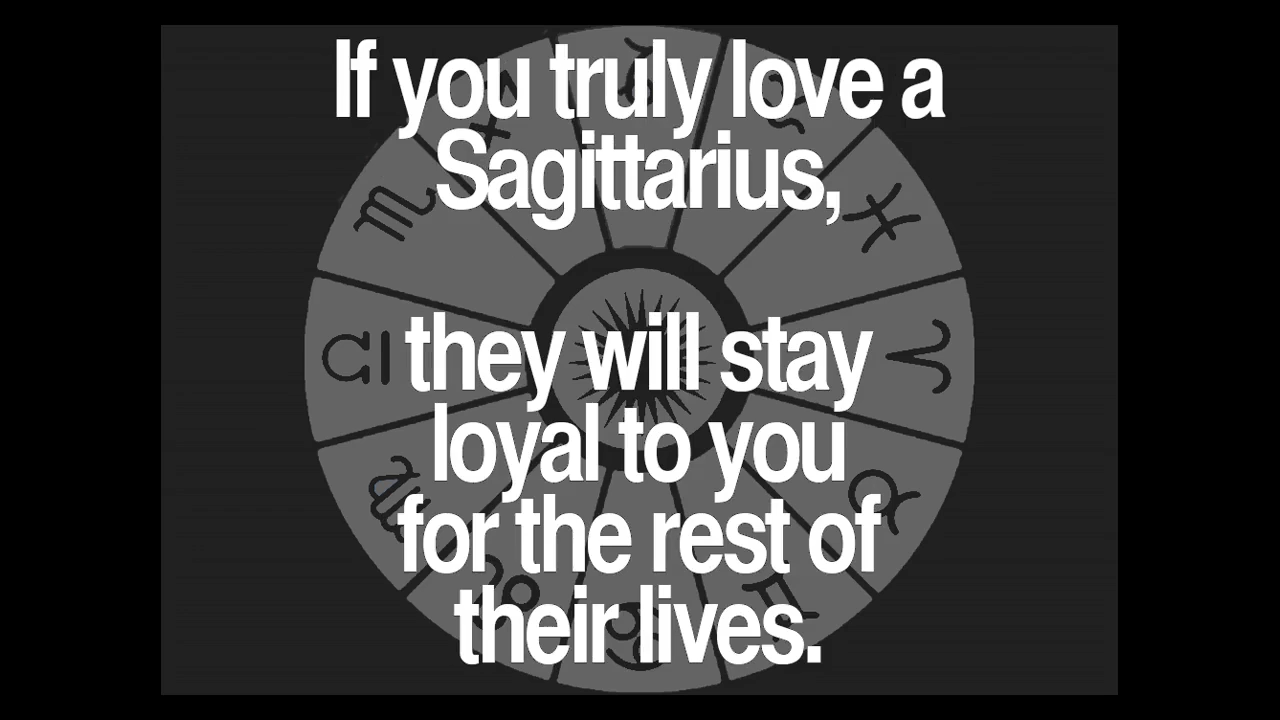 If you truly love a
Sagittarius,
they will stay
loyal to you
for the rest of
their lives.